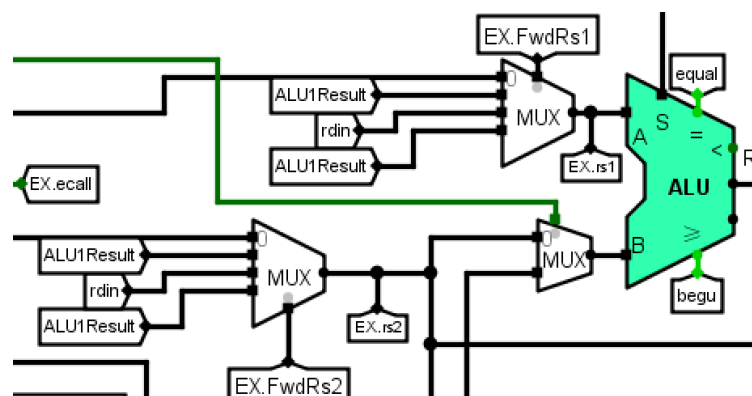 EX.FwdRs1
equal
0
ALU1Result
MUX
S
=
rdin
A
<
R
ALU1Result
EX.rs1
ALU
EX.ecall
0
0
B
≥
ALU1Result
MUX
MUX
rdin
begu
ALU1Result
EX.rs2
EX.FwdRs2